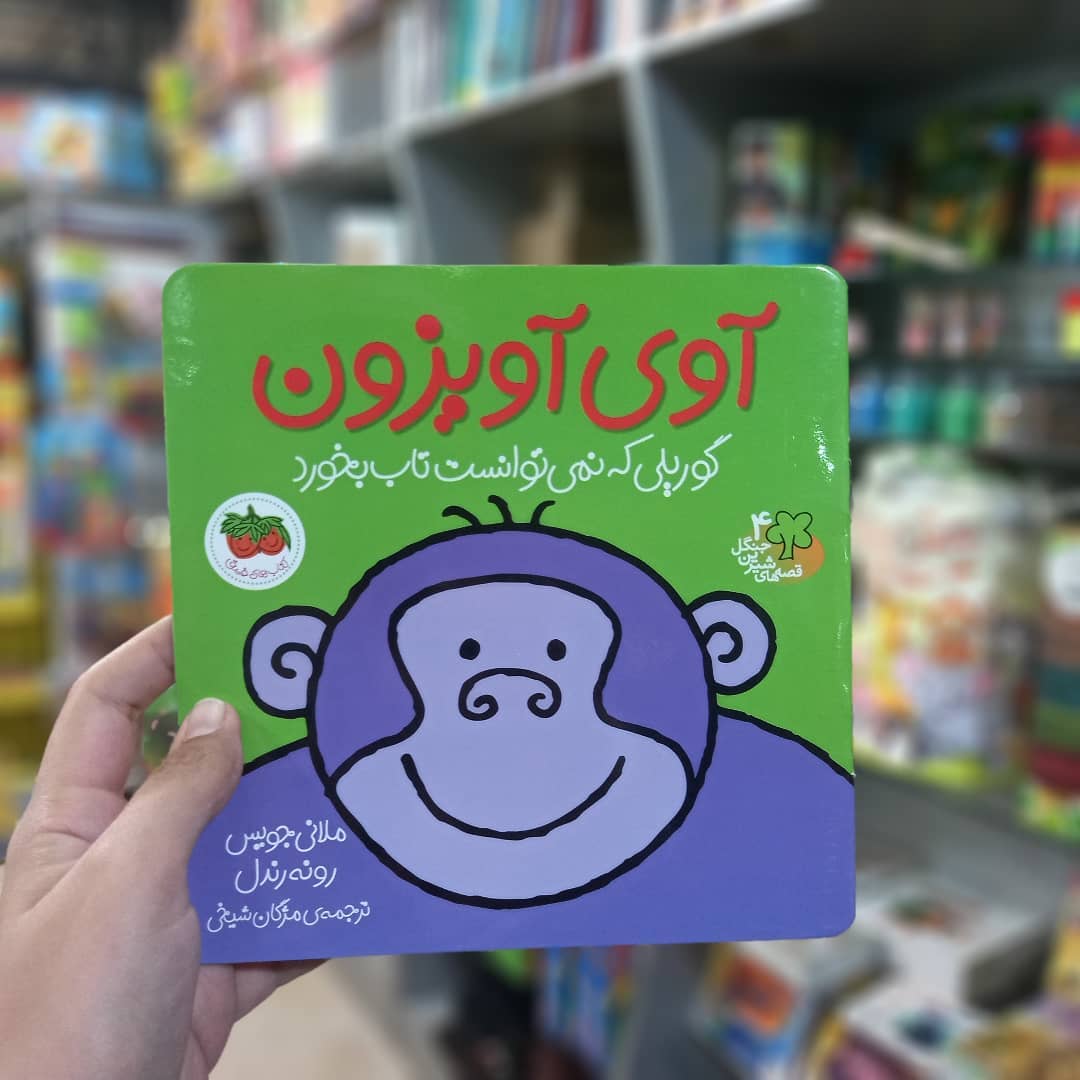 آوی آویزون
گوریلی که نمی‌توانست تاب بخورد
۴
قصه‌های
شیرین
جنگل
ملانی جویس
رونه رندل
ترجمه‌ی مژگان شیخی